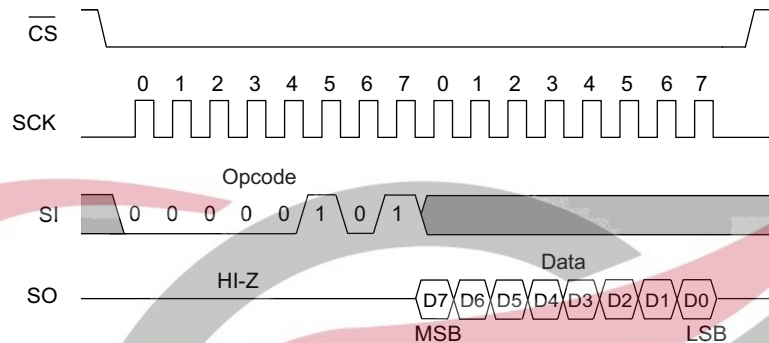 CS
0 1 2 3 4 5 6 7 0 1 2 3 4 5 6 7
SCK
Opcode
SI 0 0 0 0 0 1 0 1
HI-Z Data
SO D7 D6 D5 D4 D3 D2 D1 D0
MSB LSB